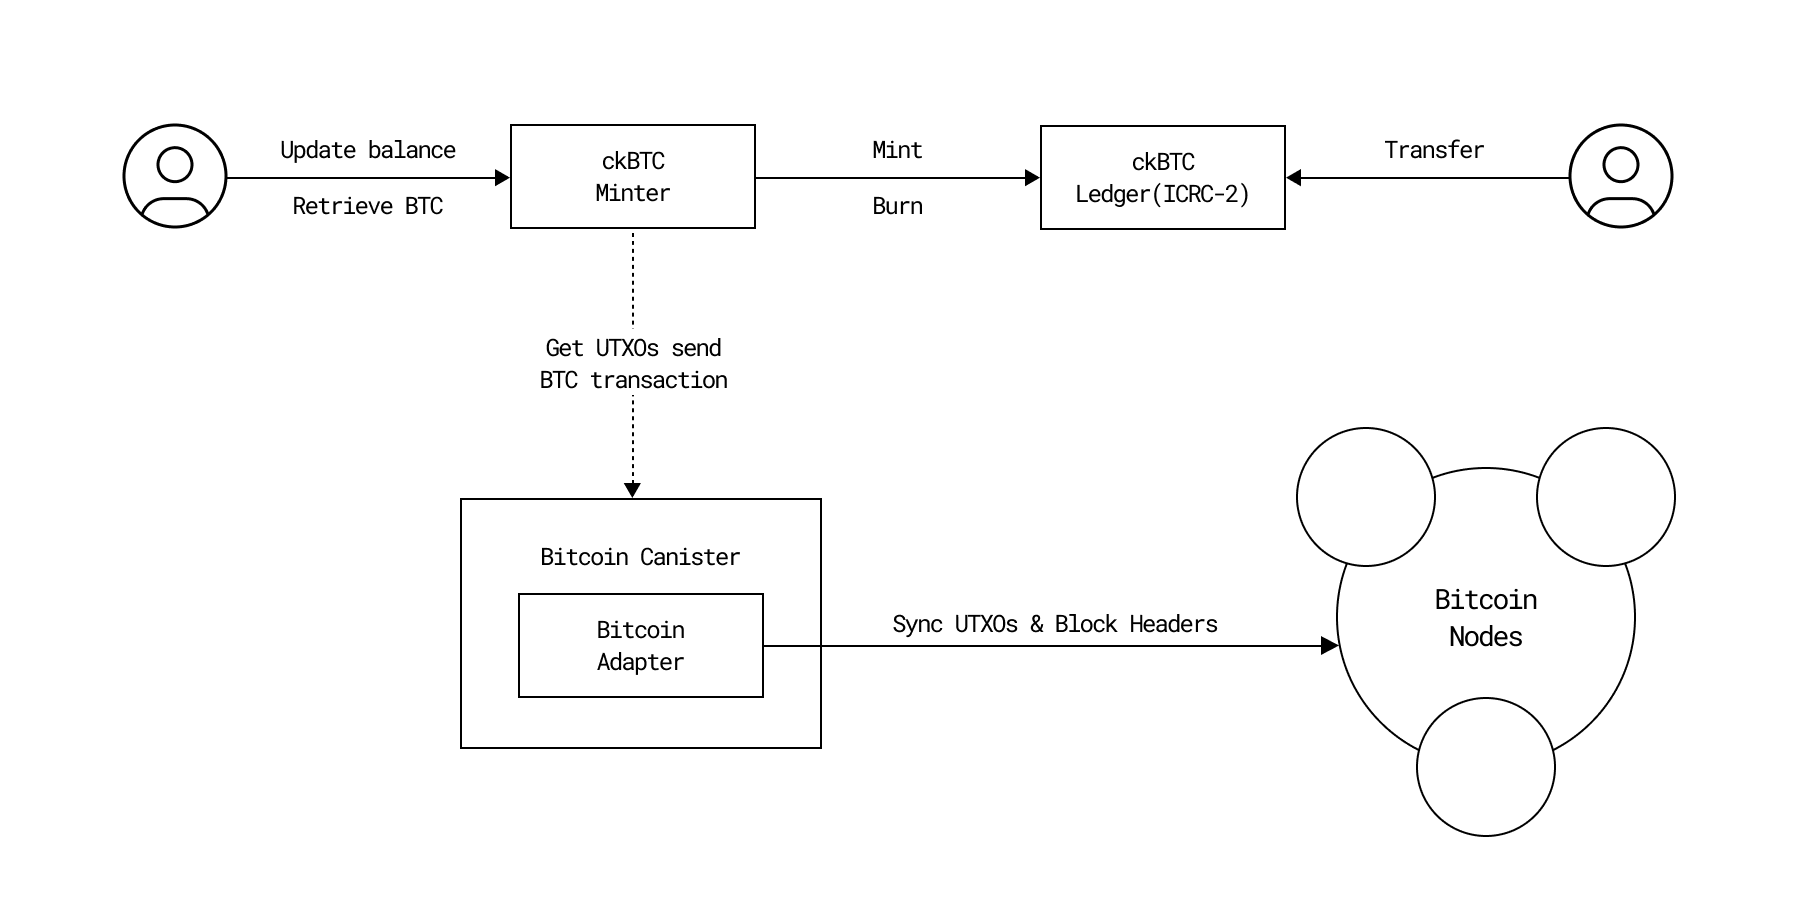 Update balance
Retrieve BTC
ckBTC
Minter
Mint
Burn
ckBTC
Ledger(ICRC-2)
Transfer
Get UTXOs send
BTC transaction
Bitcoin Canister
Bitcoin
Adapter
Sync UTXOs & Block Headers
Bitcoin
Nodes